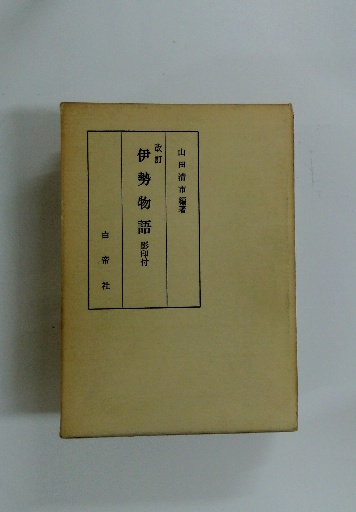 山田清市編著
改訂
伊勢物語 影印付
白帝社